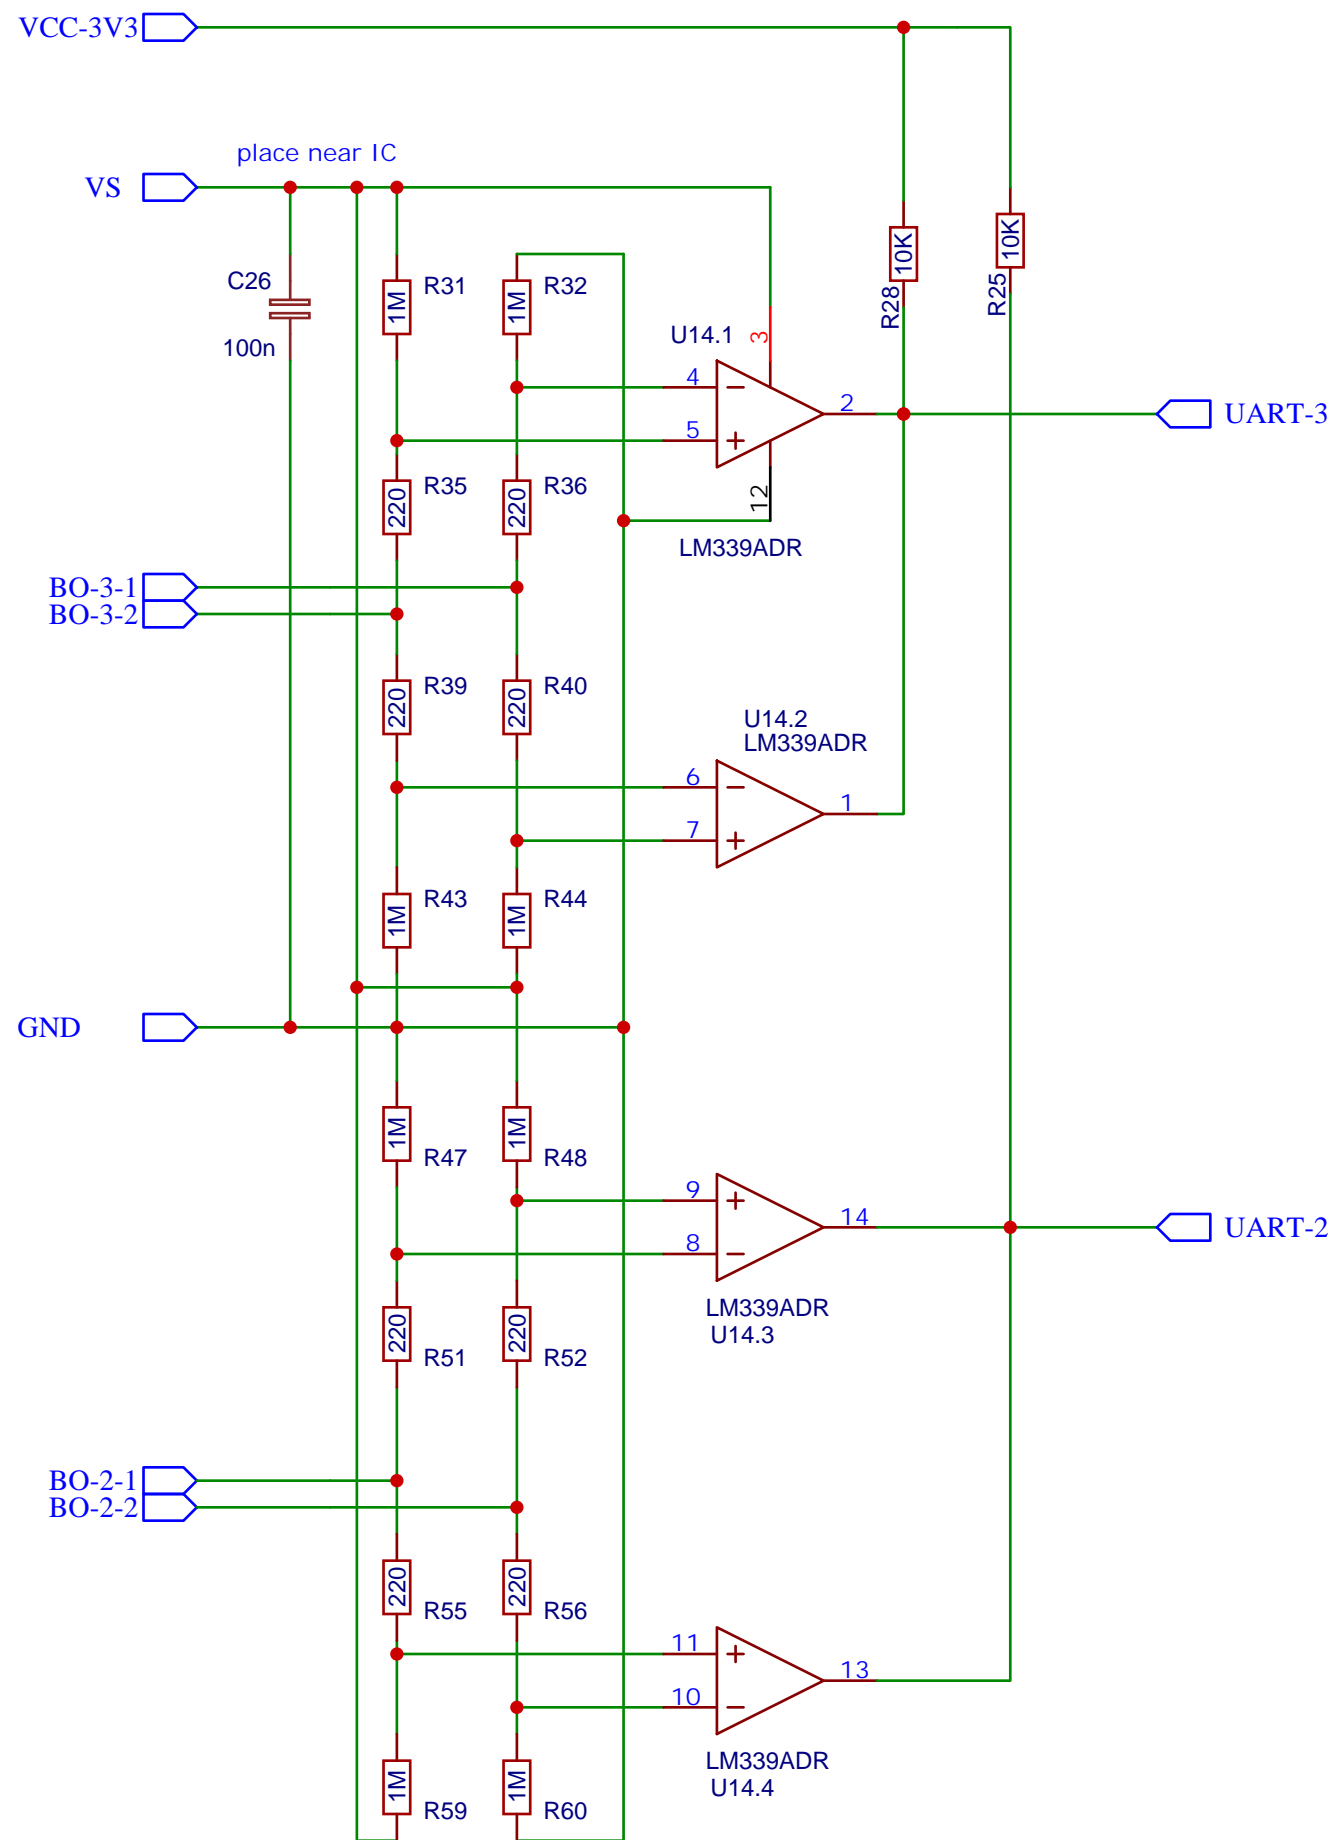 VCC-3V3
place near IC
VS
10K
10K
C26
R31
R32
1M
1M
R28
R25
100n
U14.1
3
4
2
UART-3
5
R35
R36
220
220
12
LM339ADR
BO-3-1
BO-3-2
R39
R40
220
220
U14.2
LM339ADR
6
1
7
R43
R44
1M
1M
GND
1M
1M
R47
R48
9
14
UART-2
8
LM339ADR
U14.3
220
220
R51
R52
BO-2-1
BO-2-2
220
220
R55
R56
11
13
10
LM339ADR
U14.4
1M
1M
R59
R60